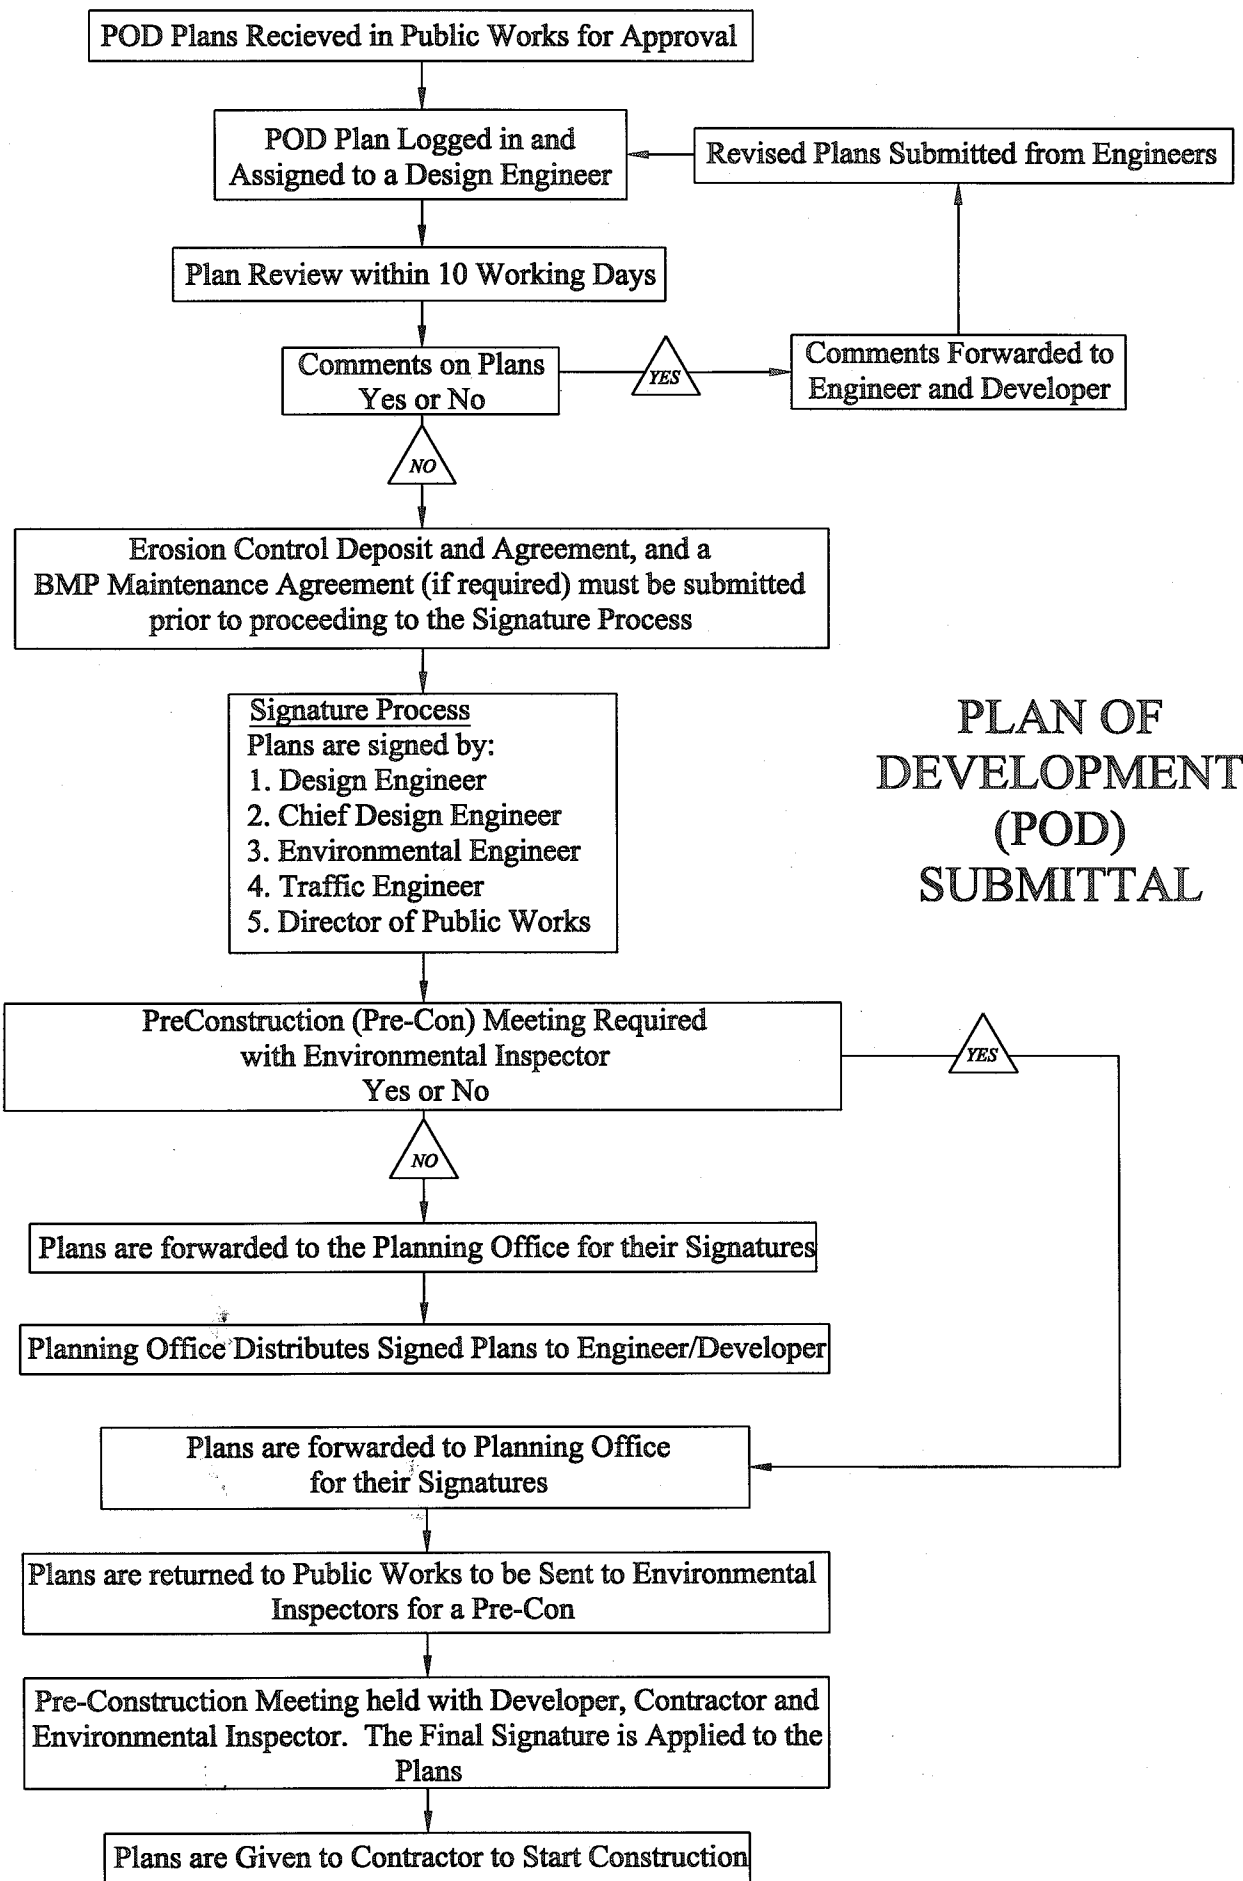 POD Plans Recieved in Public Works for Approval
POD Plan Logged in and
Assigned to a Design Engineer
Revised Plans Submitted from Engineers
Plan Review within 10 Working Days
Comments on Plans
Yes or No
YES
Comments Forwarded to
Engineer and Developer
NO
Erosion Control Deposit and Agreement, and a
BMP Maintenance Agreement (if required) must be submitted
prior to proceeding to the Signature Process
Signature Process
Plans are signed by:
1. Design Engineer
2. Chief Design Engineer
3. Environmental Engineer
4. Traffic Engineer
5. Director of Public Works
PLAN OF
DEVELOPMENT
(POD)
SUBMITTAL
PreConstruction (Pre-Con) Meeting Required
with Environmental Inspector
Yes or No
YES
NO
Plans are forwarded to the Planning Office for their Signatures
Planning Office Distributes Signed Plans to Engineer/Developer
Plans are forwarded to Planning Office
for their Signatures
Plans are returned to Public Works to be Sent to Environmental
Inspectors for a Pre-Con
Pre-Construction Meeting held with Developer, Contractor and
Environmental Inspector.  The Final Signature is Applied to the
Plans
Plans are Given to Contractor to Start Construction